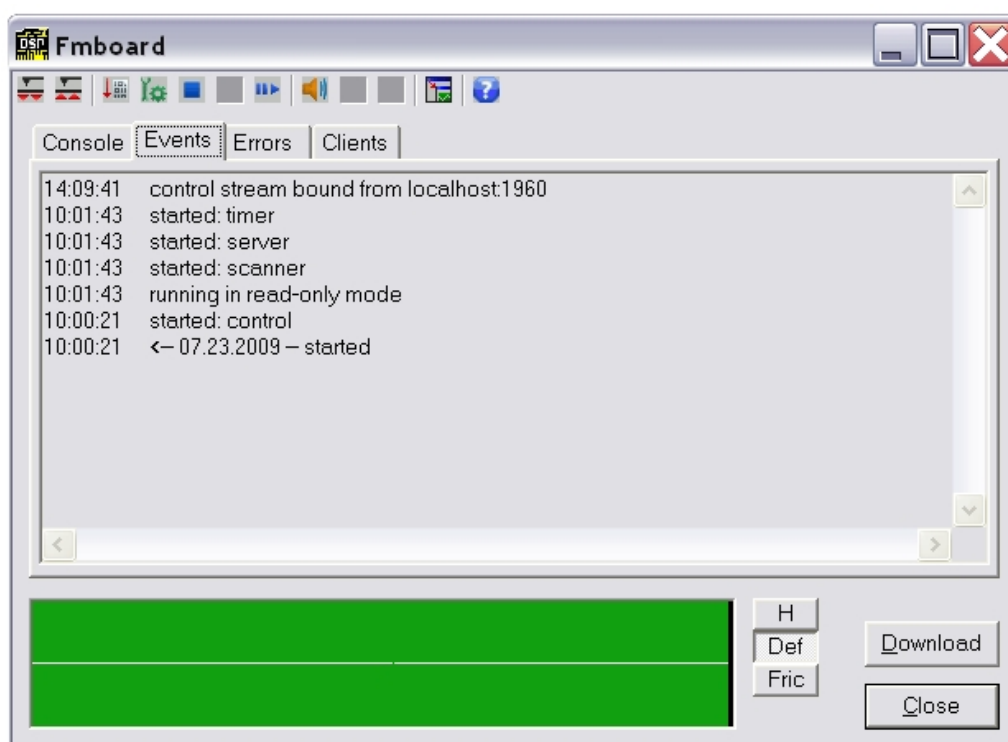 Fmboard
Console Events Errors Clients
14:09:41 control stream bound from localhost:1960
10:01:43 started: timer
10:01:43 started: server
10:01:43 started: scanner
10:01:43 running in read-only mode
10:00:21 started: control
10:00:21 <-- 07.23.2009 -- started
H
Def
Fric
Download
Close